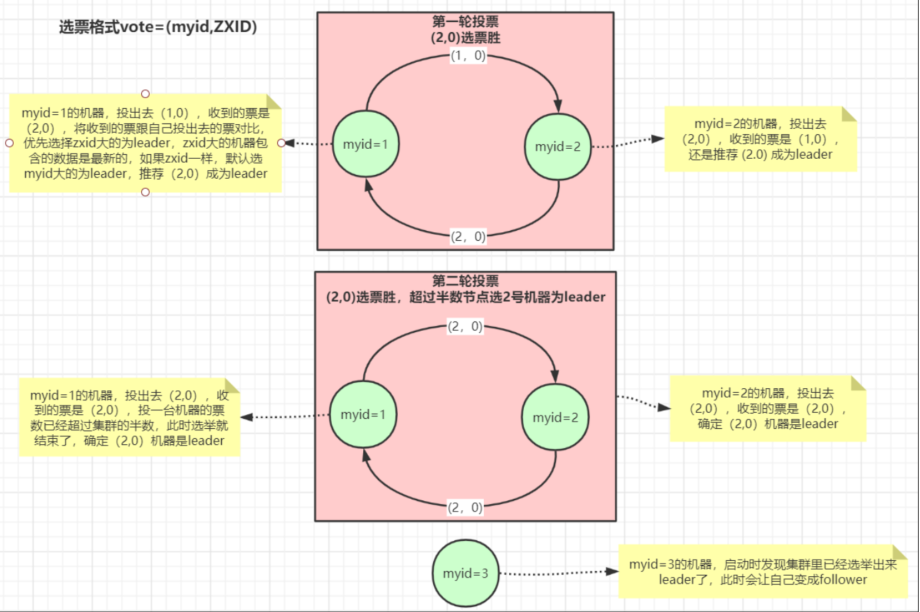 选票格式vote=(myid,ZXID)
第一轮投票
(2,0)选票胜
(1，0)
myid=1的机器，投出去（1,0），收到的票是
（2,0），将收到的票跟自己投出去的票对比，
优先选择zxid大的为leader，zxid大的机器包
含的数据是最新的，如果zxid一样，默认选
myid大的为leader，推荐（2,0）成为leader
myid=1
myid=2
myid=2的机器，投出去
（2,0），收到的票是（1,0），
还是推荐 (2.0) 成为leader
(2，0)
第二轮投票
(2,0)选票胜，超过半数节点选2号机器为leader
(2，0)
myid=1的机器，投出去（2,0），收
到的票是（2,0），投一台机器的票
数已经超过集群的半数，此时选举就
结束了，确定（2,0）机器是leader
myid=1
myid=2
myid=2的机器，投出去
（2,0），收到的票是（2,0），
确定（2,0）机器是leader
(2，0)
myid=3
myid=3的机器，启动时发现集群里已经选举出来
leader了，此时会让自己变成follower